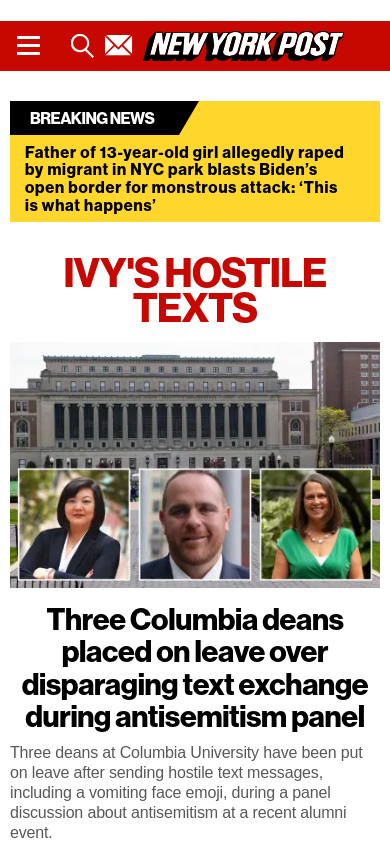 NEW YORK POST
BREAKING NEWS
Father of 13-year-old girl allegedly raped
by migrant in NYC park blasts Biden’s
open border for monstrous attack: ‘This
is what happens’
IVY'S HOSTILE
TEXTS
Three Columbia deans
placed on leave over
disparaging text exchange
during antisemitism panel
Three deans at Columbia University have been put
on leave after sending hostile text messages,
including a vomiting face emoji, during a panel
discussion about antisemitism at a recent alumni
event.